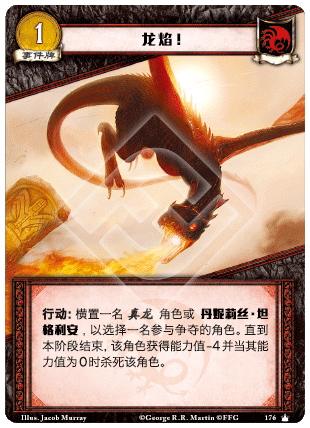 1
事件牌
龙焰！
行动：横置一名 真龙 角色或 丹妮莉丝·坦
格利安，以选择一名参与争夺的角色。直到
本阶段结束，该角色获得能力值-4并当其能
力值为0时杀死该角色。
Illus. Jacob Murray ©George R.R. Martin ©FFG 176